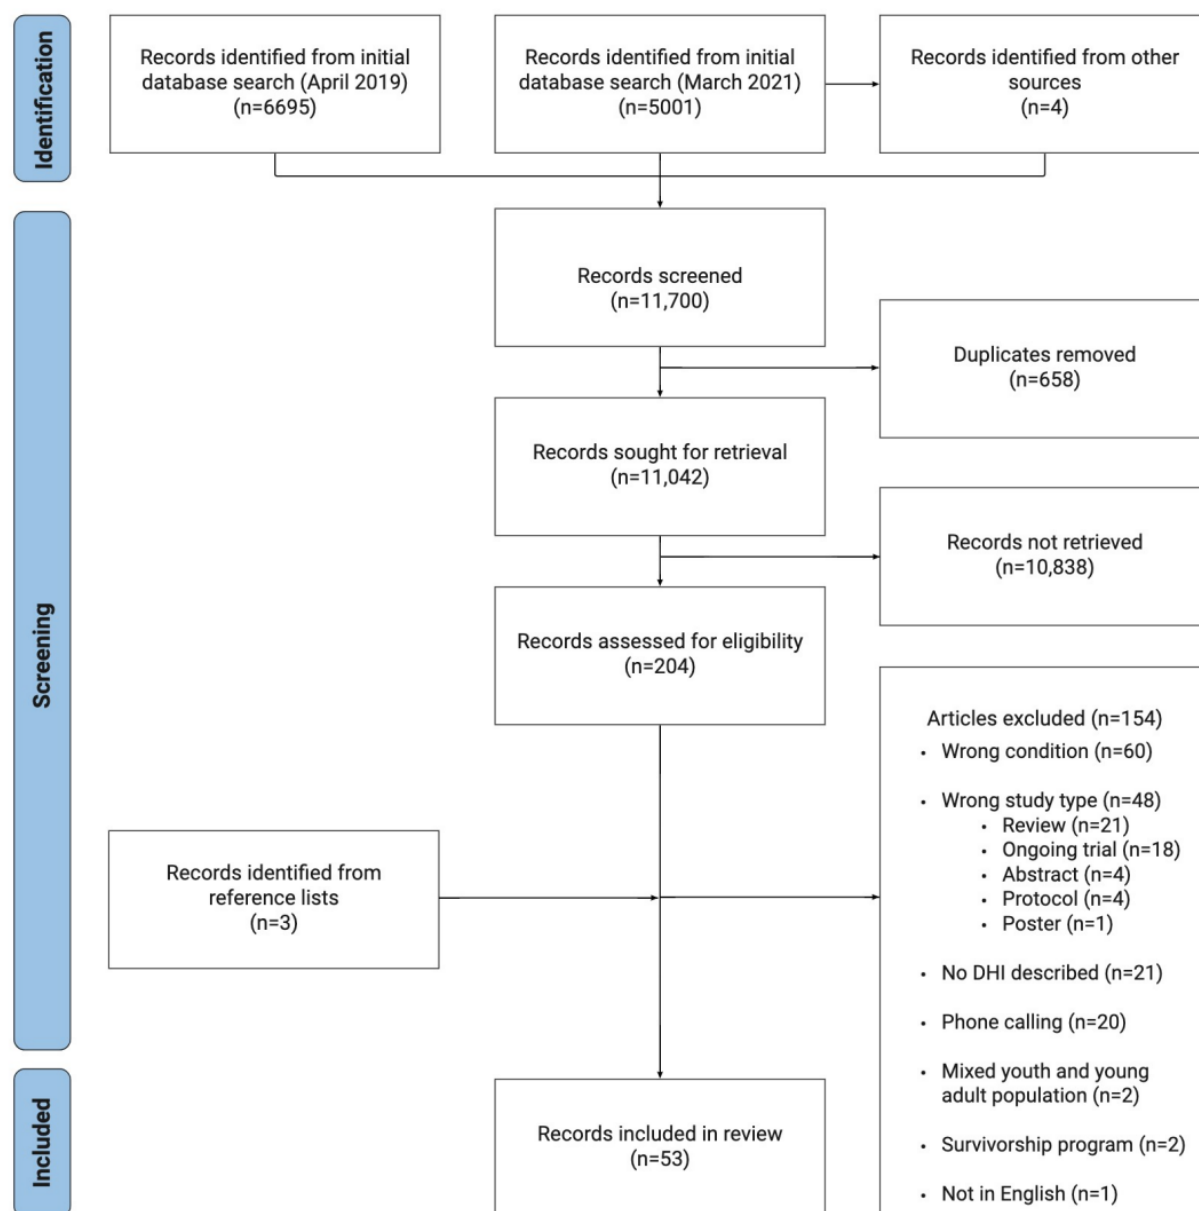 Identification
Records identified from initial
database search (April 2019)
(n=6695)
Records identified from initial
database search (March 2021)
(n=5001)
Records identified from other
sources
(n=4)
Screening
Records screened
(n=11,700)
Duplicates removed
(n=658)
Records sought for retrieval
(n=11,042)
Records not retrieved
(n=10,838)
Records assessed for eligibility
(n=204)
Records identified from
reference lists
(n=3)
Articles excluded (n=154)
• Wrong condition (n=60)
• Wrong study type (n=48)
• Review (n=21)
• Ongoing trial (n=18)
• Abstract (n=4)
• Protocol (n=4)
• Poster (n=1)
• No DHI described (n=21)
• Phone calling (n=20)
• Mixed youth and young
adult population (n=2)
• Survivorship program (n=2)
• Not in English (n=1)
Included
Records included in review
(n=53)